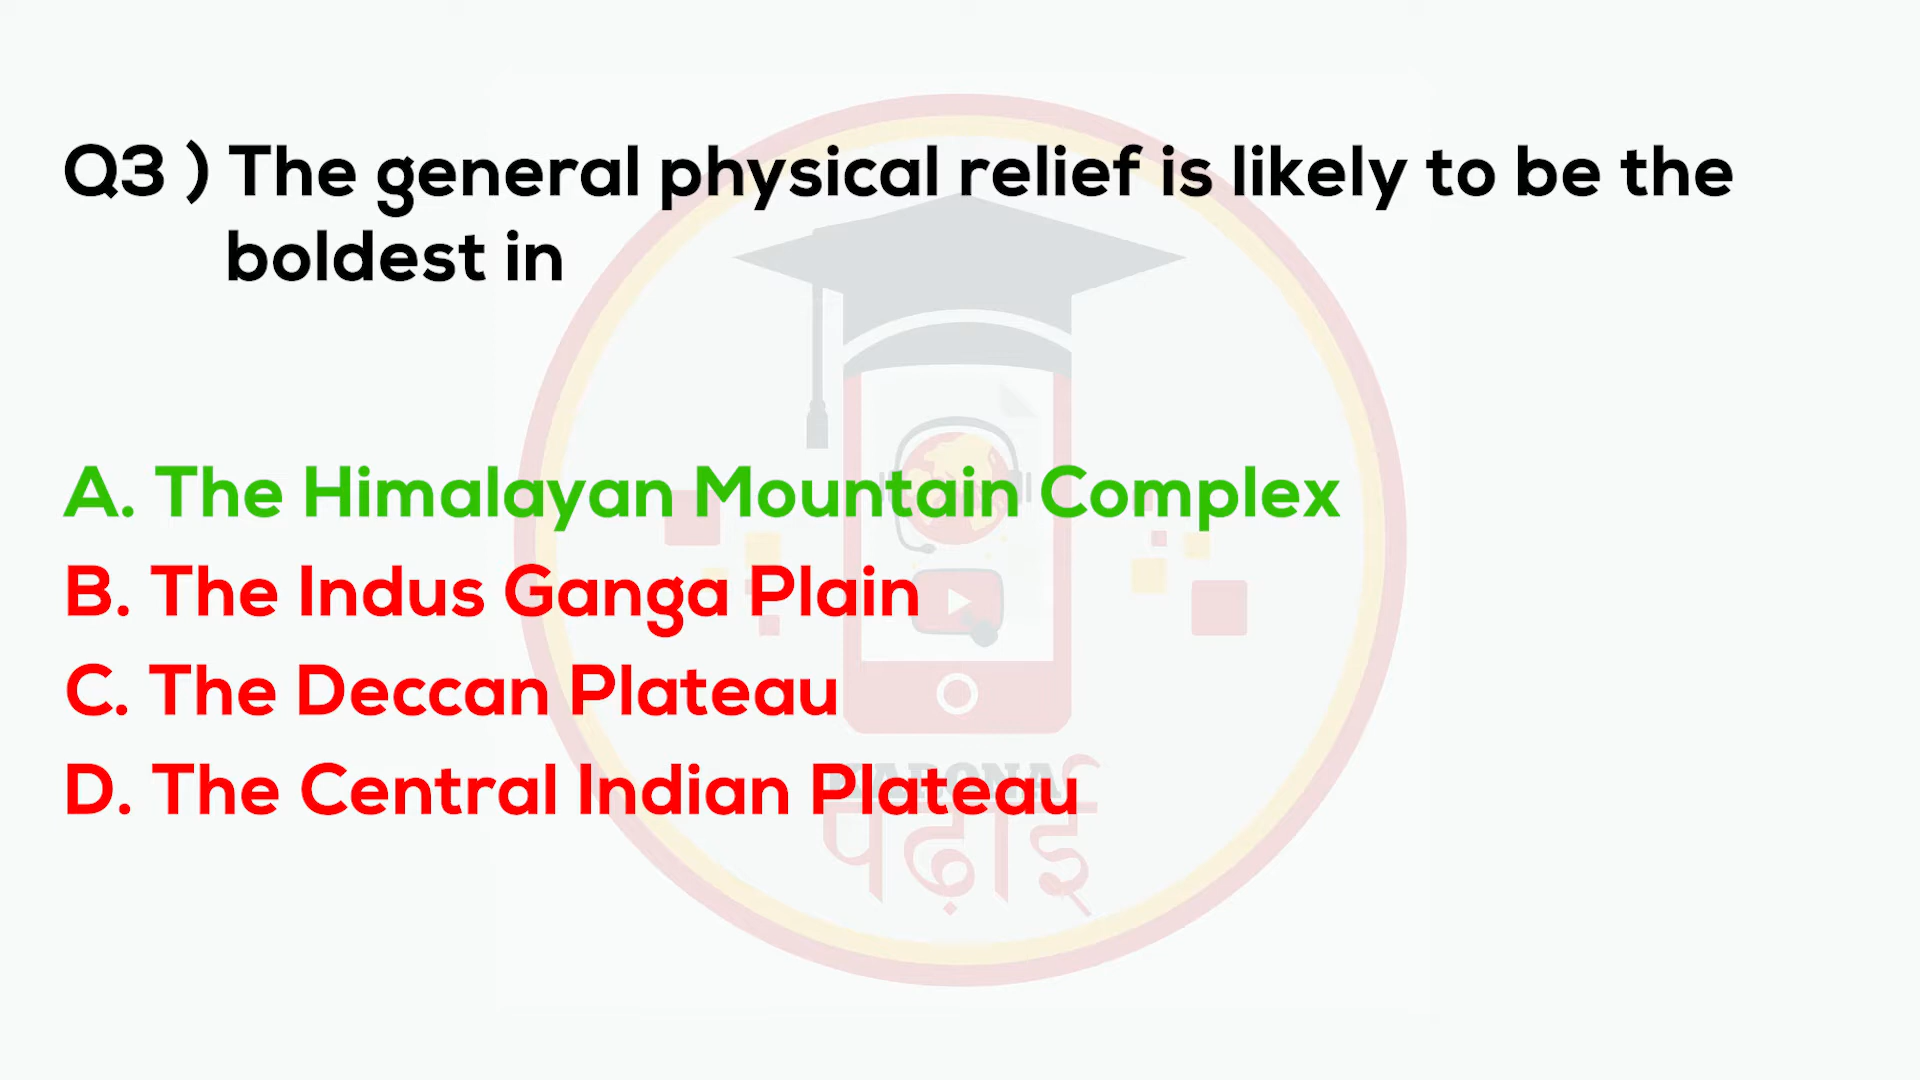 Q3 ) The general physical relief is likely to be the
boldest in
A. The Himalayan Mountain Complex
B. The Indus Ganga Plain
C. The Deccan Plateau
D. The Central Indian Plateau
पढ़ाई